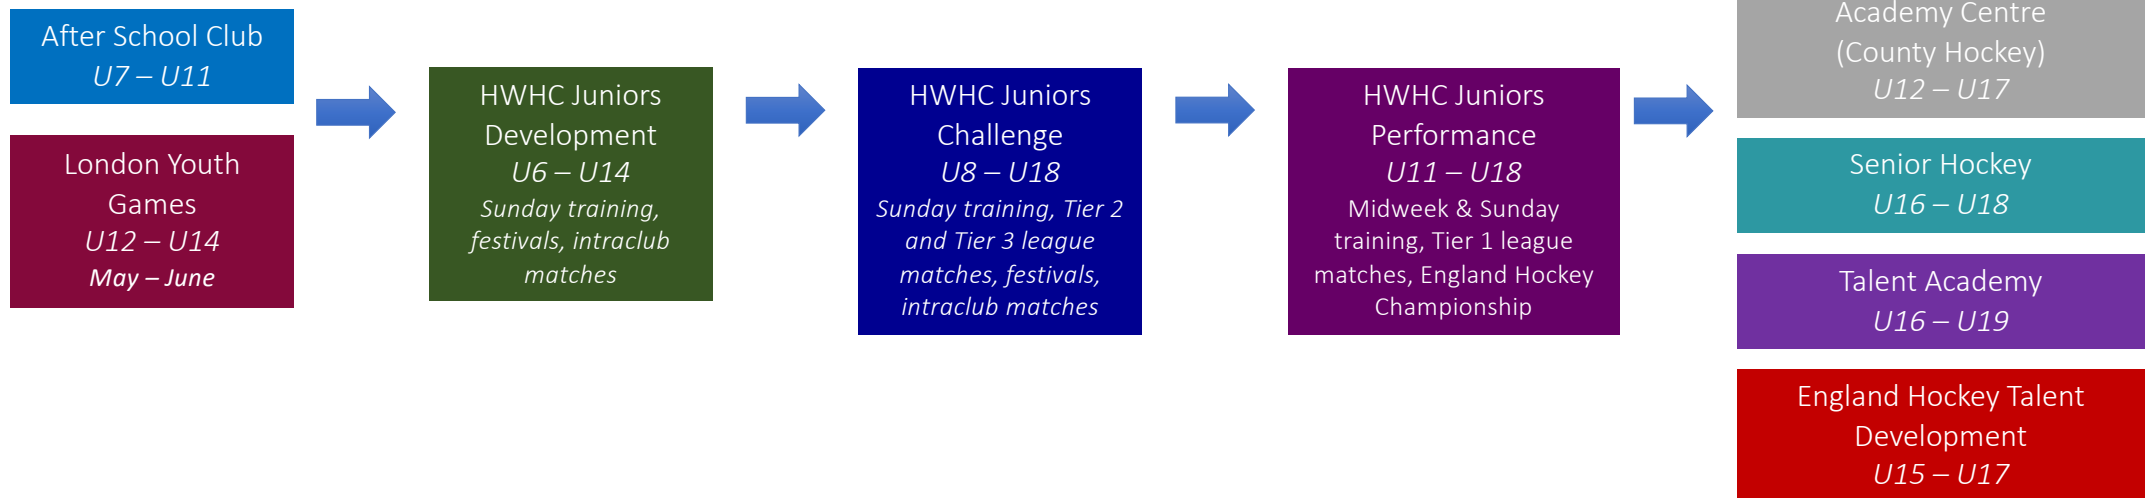 After School Club
U7 – U11
London Youth
Games
U12 – U14
May – June
HWHC Juniors
Development
U6 – U14
Sunday training,
festivals, intraclub
matches
HWHC Juniors
Challenge
U8 – U18
Sunday training, Tier 2
and Tier 3 league
matches, festivals,
intraclub matches
HWHC Juniors
Performance
U11 – U18
Midweek & Sunday
training, Tier 1 league
matches, England Hockey
Championship
Academy Centre
(County Hockey)
U12 – U17
Senior Hockey
U16 – U18
Talent Academy
U16 – U19
England Hockey Talent
Development
U15 – U17